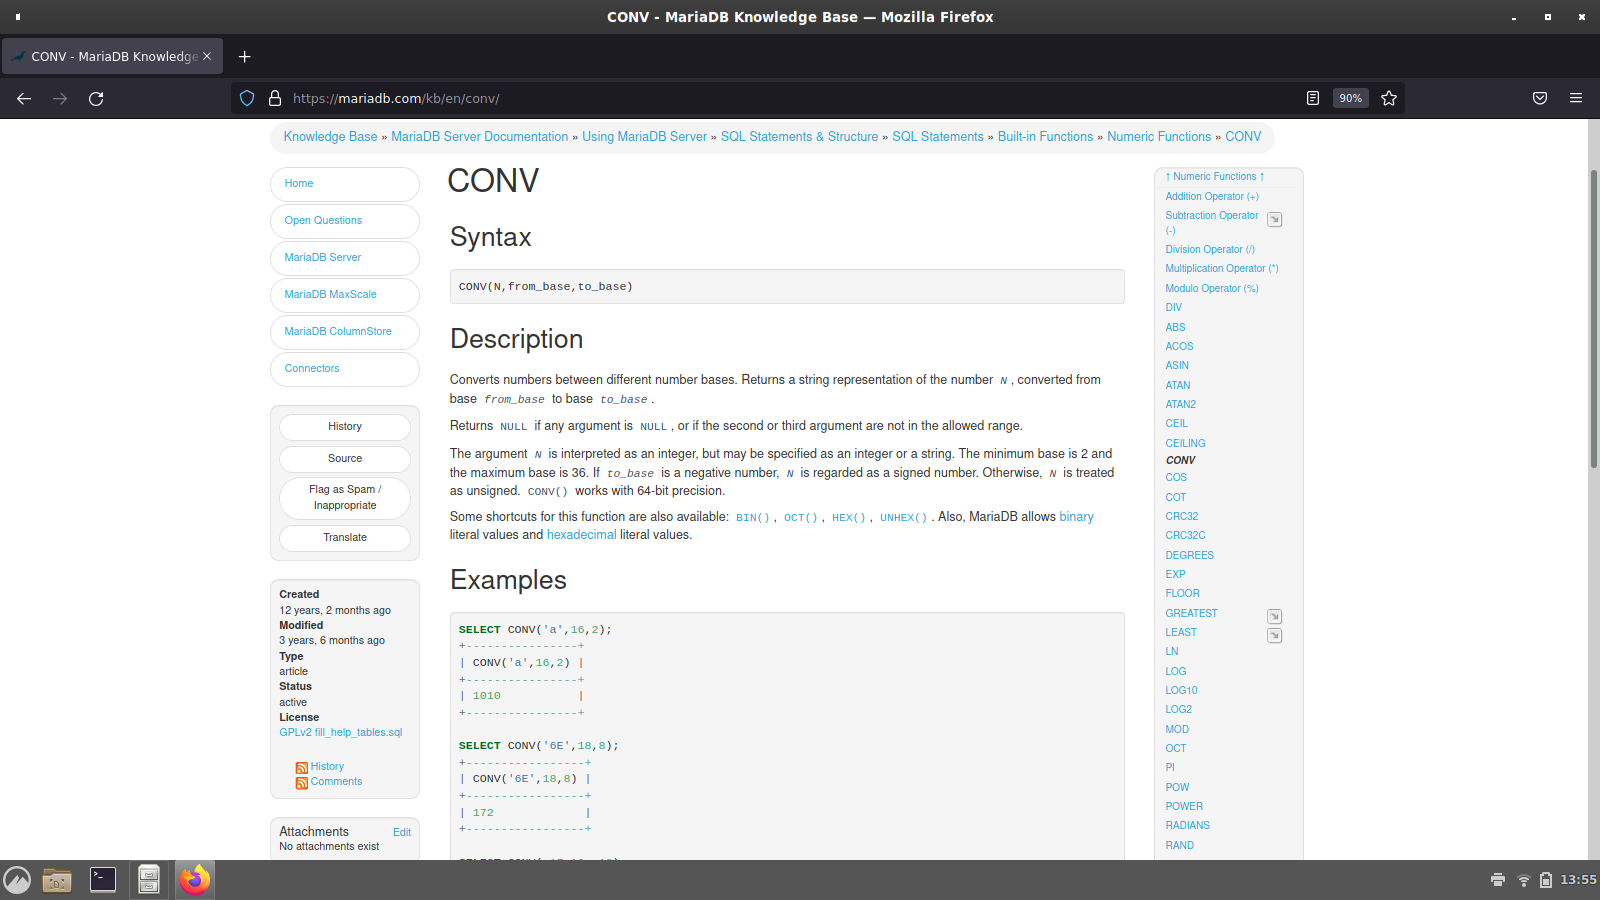 CONV - MariaDB Knowledge Base — Mozilla Firefox
CONV - MariaDB Knowledge
https://mariadb.com/kb/en/conv/
90%
Knowledge Base » MariaDB Server Documentation » Using MariaDB Server » SQL Statements & Structure » SQL Statements » Built-in Functions » Numeric Functions » CONV
Home
Open Questions
MariaDB Server
MariaDB MaxScale
MariaDB ColumnStore
Connectors
History
Source
Flag as Spam /
Inappropriate
Translate
Created
12 years, 2 months ago
Modified
3 years, 6 months ago
Type
article
Status
active
License
GPLv2 fill_help_tables.sql
History
Comments
Attachments Edit
No attachments exist
CONV
Syntax
CONV(N,from_base,to_base)
Description
Converts numbers between different number bases. Returns a string representation of the number N , converted from
base from_base to base to_base .
Returns NULL if any argument is NULL , or if the second or third argument are not in the allowed range.
The argument N is interpreted as an integer, but may be specified as an integer or a string. The minimum base is 2 and
the maximum base is 36. If to_base is a negative number, N is regarded as a signed number. Otherwise, N is treated
as unsigned. CONV() works with 64-bit precision.
Some shortcuts for this function are also available: BIN() , OCT() , HEX() , UNHEX() . Also, MariaDB allows binary
literal values and hexadecimal literal values.
Examples
SELECT CONV('a',16,2);
+----------------+
| CONV('a',16,2) |
+----------------+
| 1010           |
+----------------+
SELECT CONV('6E',18,8);
+-----------------+
| CONV('6E',18,8) |
+-----------------+
| 172             |
+-----------------+
↑ Numeric Functions ↑
Addition Operator (+)
Subtraction Operator
(-)
Division Operator (/)
Multiplication Operator (*)
Modulo Operator (%)
DIV
ABS
ACOS
ASIN
ATAN
ATAN2
CEIL
CEILING
CONV
COS
COT
CRC32
CRC32C
DEGREES
EXP
FLOOR
GREATEST
LEAST
LN
LOG
LOG10
LOG2
MOD
OCT
PI
POW
POWER
RADIANS
RAND
13:55